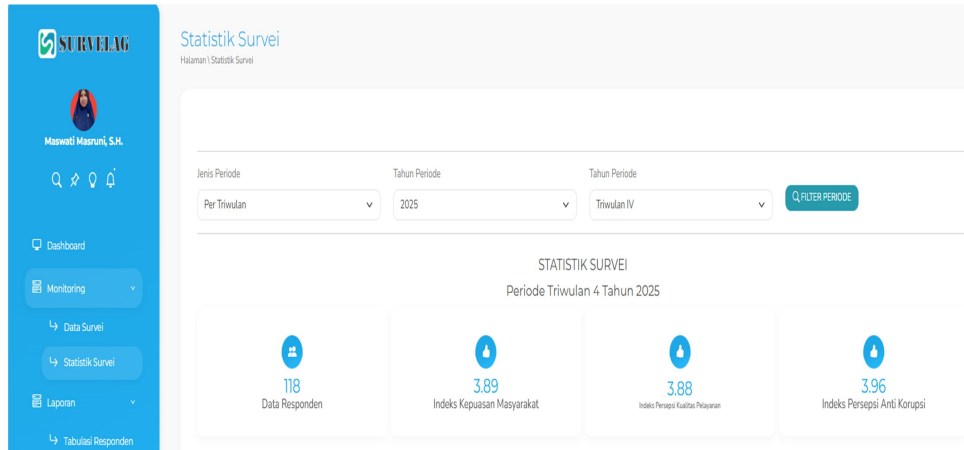 SURVELAG
Maswati Masruni, S.H.
Dashboard
Monitoring
Data Survei
Statistik Survei
Laporan
Tabulasi Responden
Statistik Survei
Halaman \ Statistik Survei
Jenis Periode
Per Triwulan
Tahun Periode
2025
Tahun Periode
Triwulan IV
FILTER PERIODE
STATISTIK SURVEI
Periode Triwulan 4 Tahun 2025
118
Data Responden
3.89
Indeks Kepuasan Masyarakat
3.88
Indeks Persepsi Kualitas Pelayanan
3.96
Indeks Persepsi Anti Korupsi